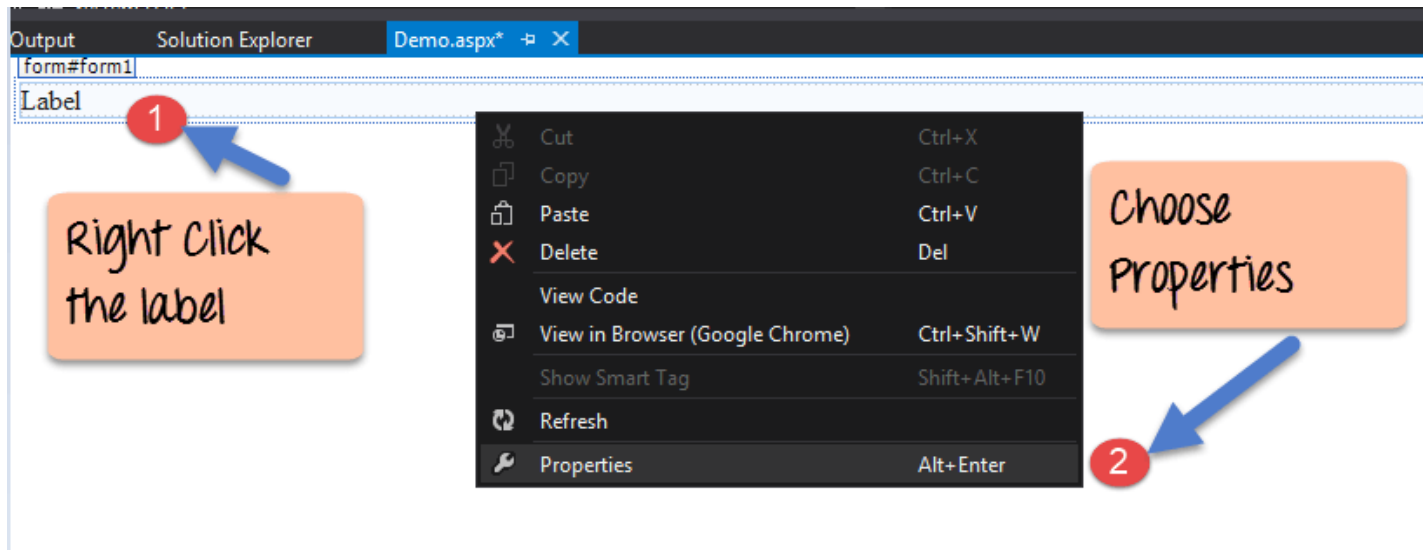 Output Solution Explorer Demo.aspx*
form#form1
Label
1
Right Click
the label
Cut Ctrl+X
Copy Ctrl+C
Paste Ctrl+V
Delete Del
View Code
View in Browser (Google Chrome) Ctrl+Shift+W
Show Smart Tag Shift+Alt+F10
Refresh
Properties Alt+Enter
Choose
Properties
2